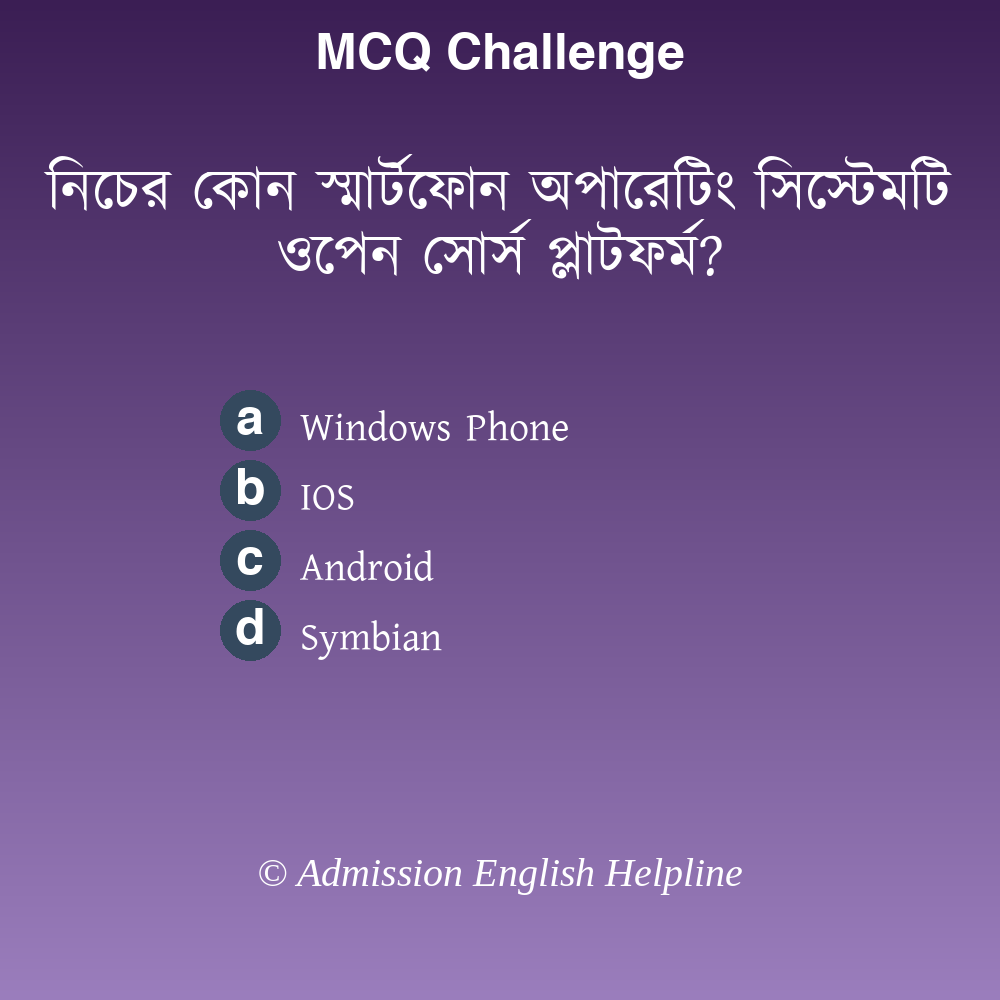 MCQ Challenge
নিচের কোন স্মার্টফোন অপারেটিং সিস্টেমটি
ওপেন সোর্স প্লাটফর্ম?
a Windows Phone
b IOS
c Android
d Symbian
© Admission English Helpline